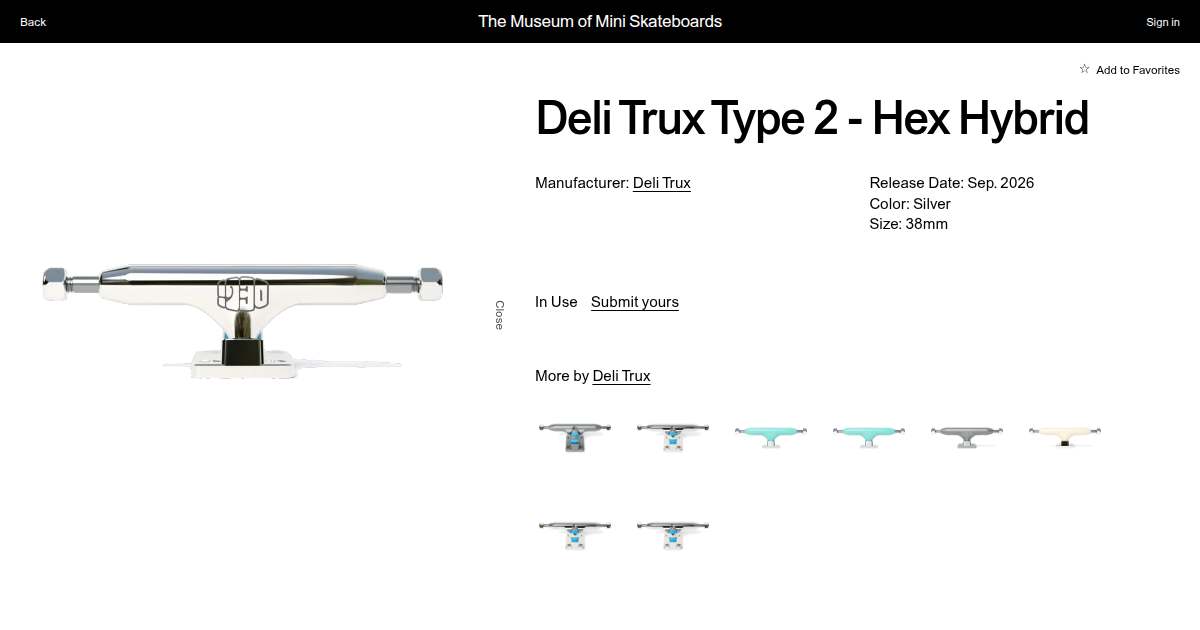 Back
The Museum of Mini Skateboards
Sign in
☆ Add to Favorites
Deli Trux Type 2 - Hex Hybrid
Manufacturer: Deli Trux
Release Date: Sep. 2026
Color: Silver
Size: 38mm
Close
In Use Submit yours
More by Deli Trux